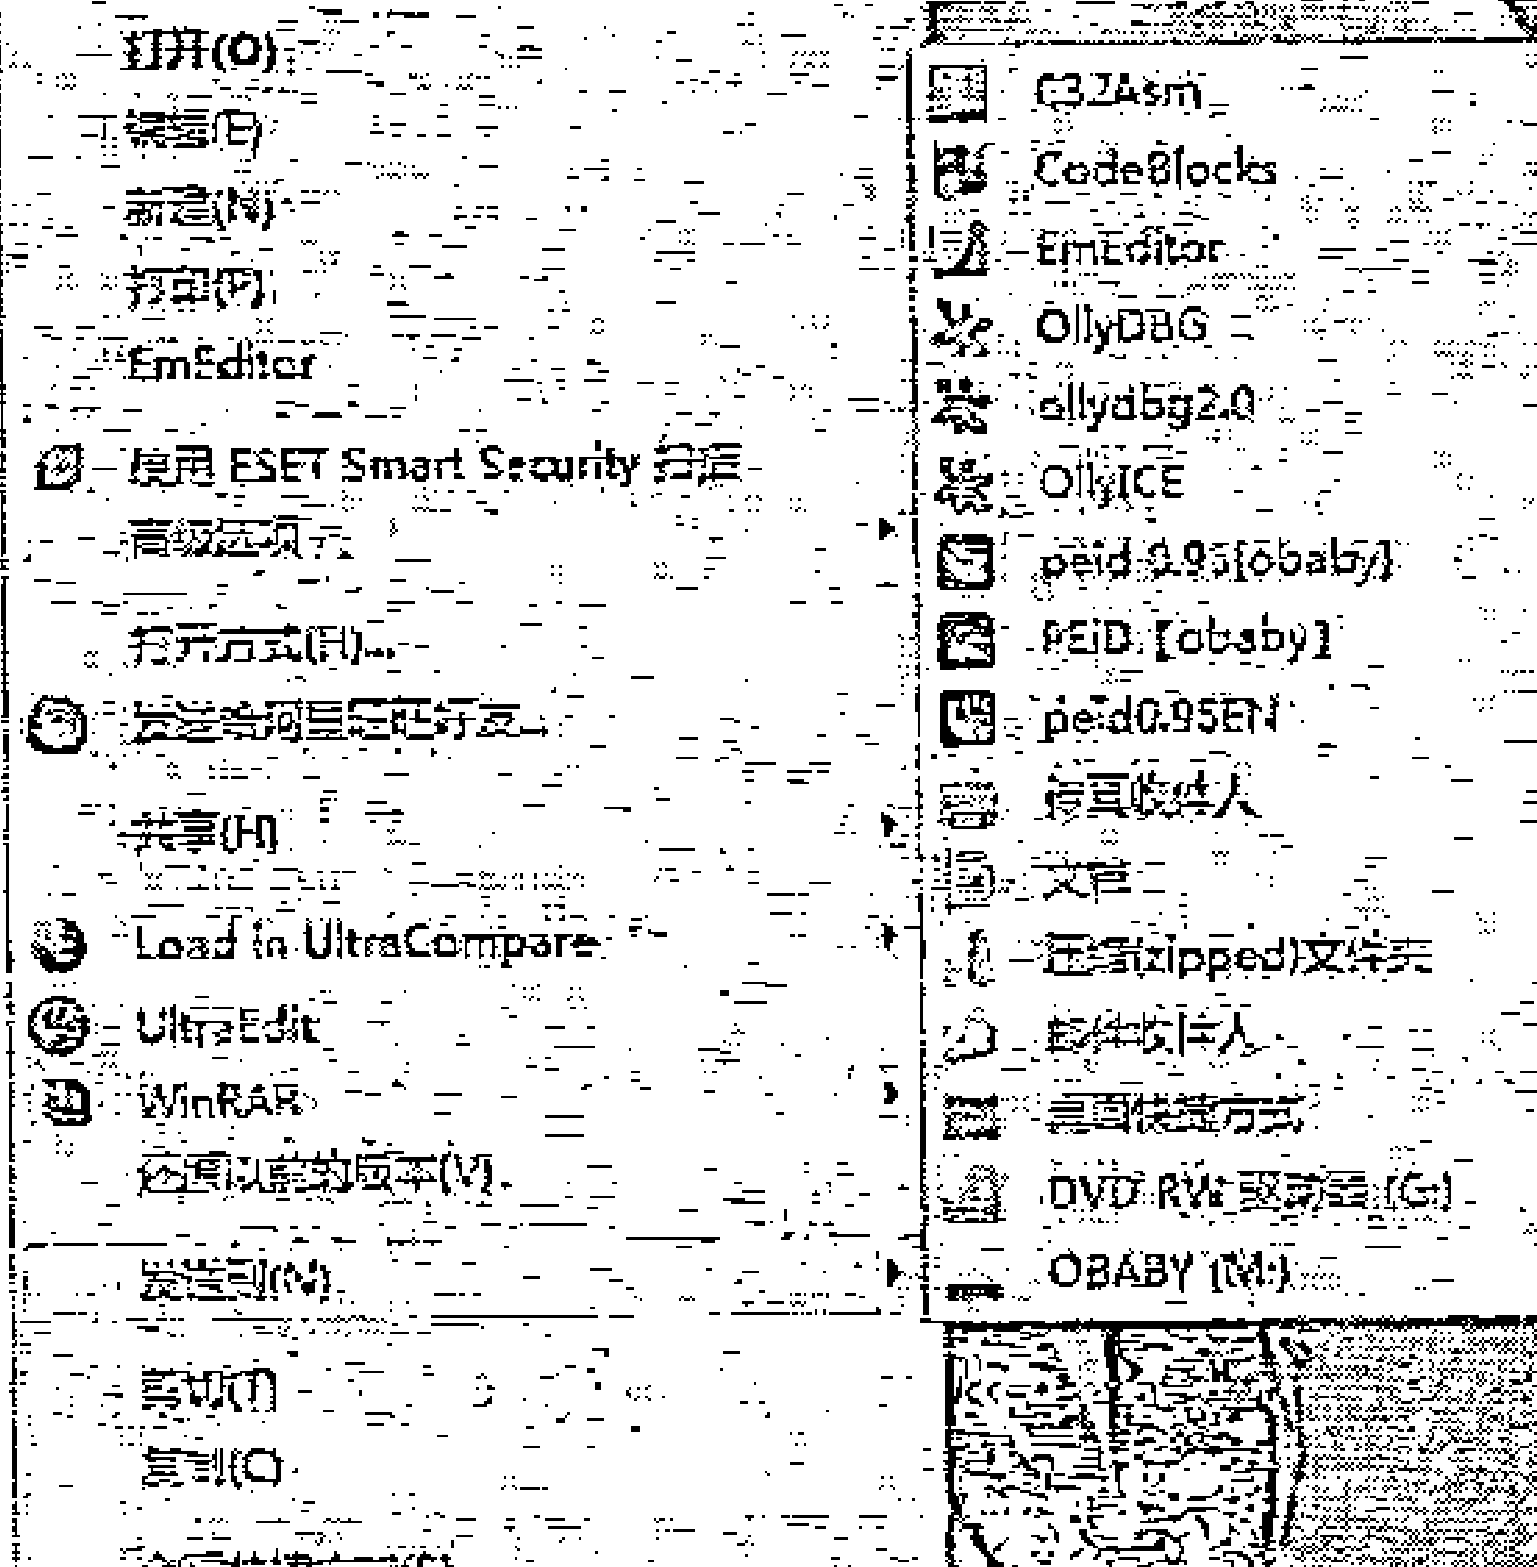 打开(O)
编辑(E)
新建(N)
打印(P)
EmEditor
使用 ESET Smart Security 扫描
高级选项
打开方式(H)...
共享(H)
Load in UltraCompare
UltraEdit
WinRAR
还原以前的版本(V)
发送到(N)
剪切(T)
复制(C)
C32Asm
CodeBlocks
EmEditor
OllyDBG
ollydbg2.0
OllyICE
peid 0.95[obaby]
PEiD【obaby】
peid0.95EN
传真收件人
文档
压缩(zipped)文件夹
邮件收件人
桌面快捷方式
DVD RW 驱动器 (G:)
OBABY (M:)